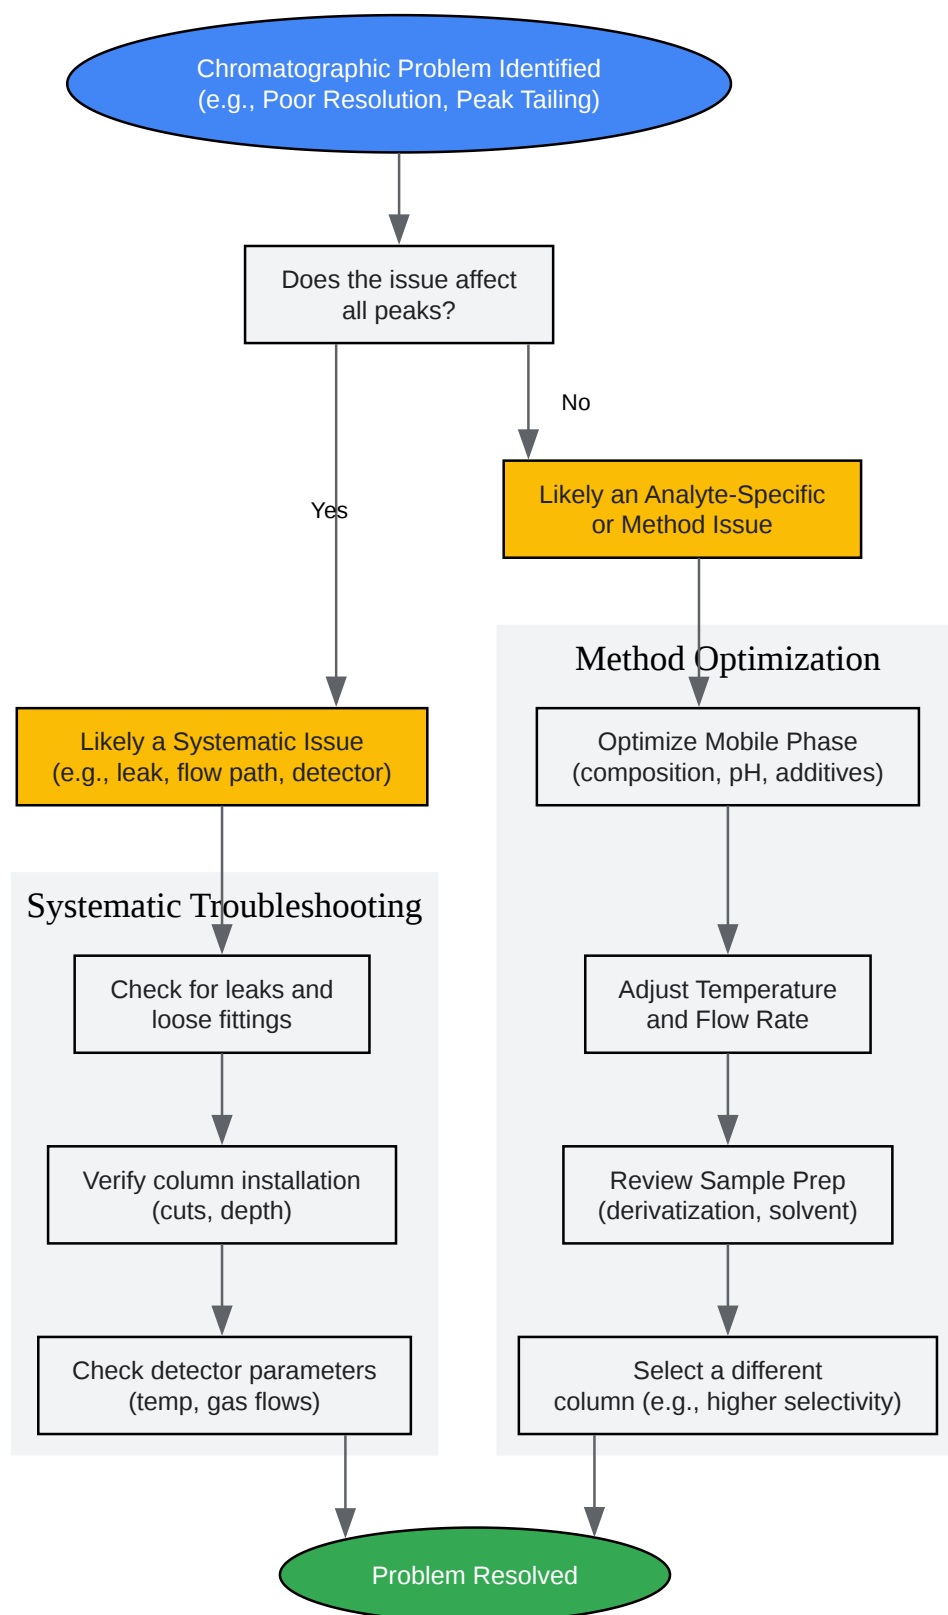 Chromatographic Problem Identified
(e.g., Poor Resolution, Peak Tailing)
Does the issue affect
all peaks?
No
Likely an Analyte-Specific
or Method Issue
Yes
Method Optimization
Likely a Systematic Issue
(e.g., leak, flow path, detector)
Optimize Mobile Phase
(composition, pH, additives)
Systematic Troubleshooting
Check for leaks and
loose fittings
Adjust Temperature
and Flow Rate
Verify column installation
(cuts, depth)
Review Sample Prep
(derivatization, solvent)
Check detector parameters
(temp, gas flows)
Select a different
column (e.g., higher selectivity)
Problem Resolved